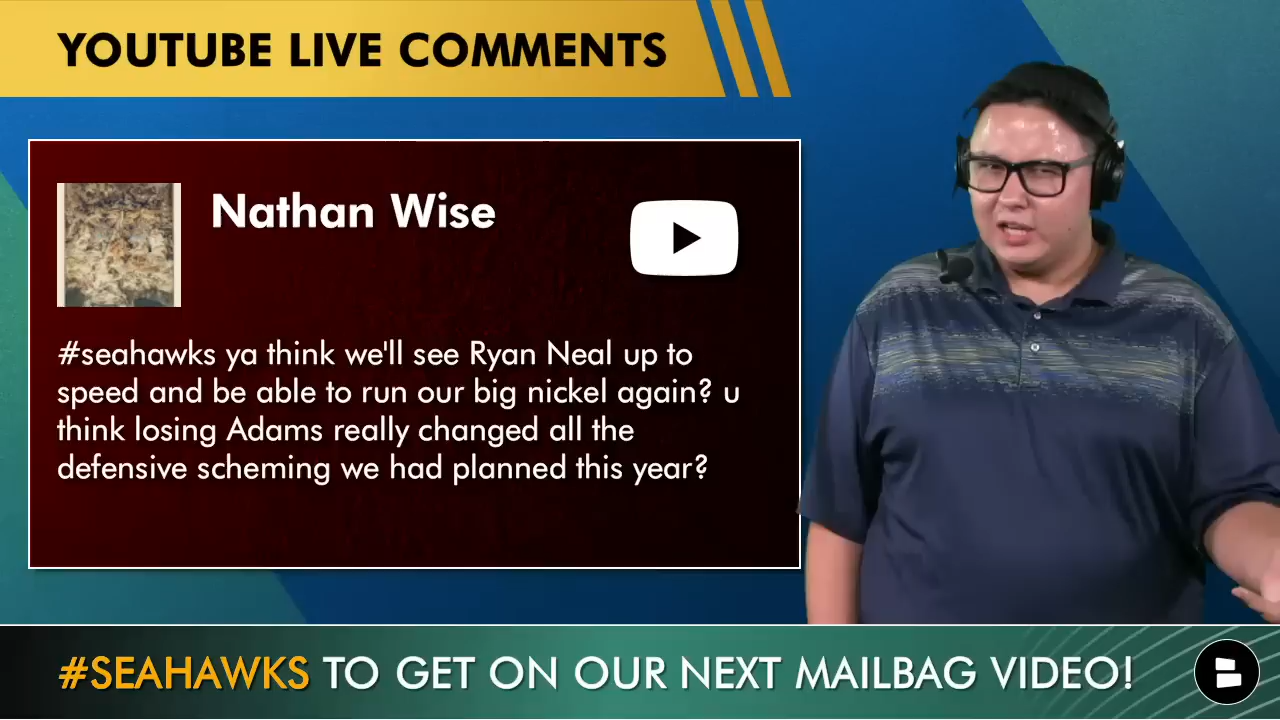 YOUTUBE LIVE COMMENTS
Nathan Wise
#seahawks ya think we'll see Ryan Neal up to
speed and be able to run our big nickel again? u
think losing Adams really changed all the
defensive scheming we had planned this year?
#SEAHAWKS TO GET ON OUR NEXT MAILBAG VIDEO!